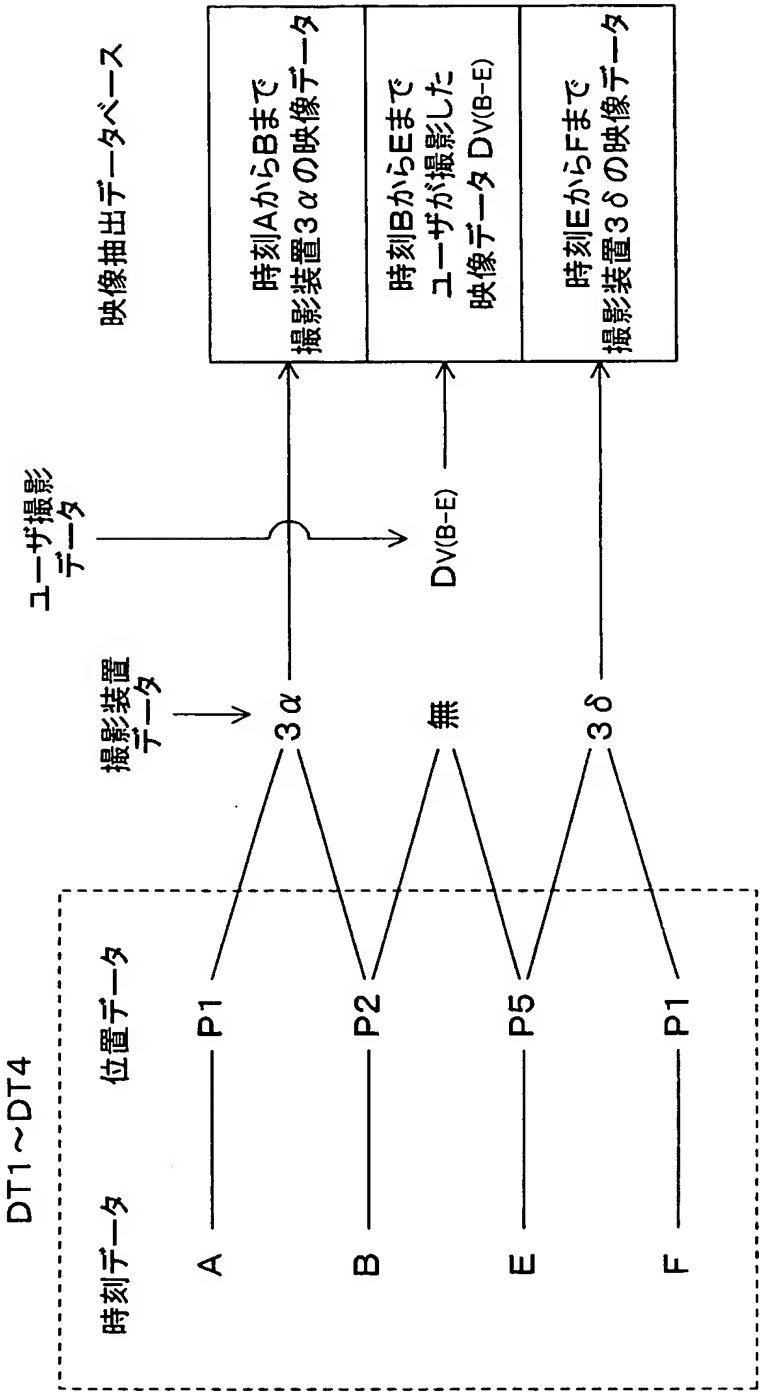 DT1～DT4
時刻データ
位置データ
撮影装置
データ
ユーザ撮影
データ
映像抽出データベース
A
P1
B
P2
E
P5
F
P1
3α
無
3δ
DV(B-E)
時刻AからBまで
撮影装置3αの映像データ
時刻BからEまで
ユーザが撮影した
映像データ DV(B-E)
時刻EからFまで
撮影装置3δの映像データ